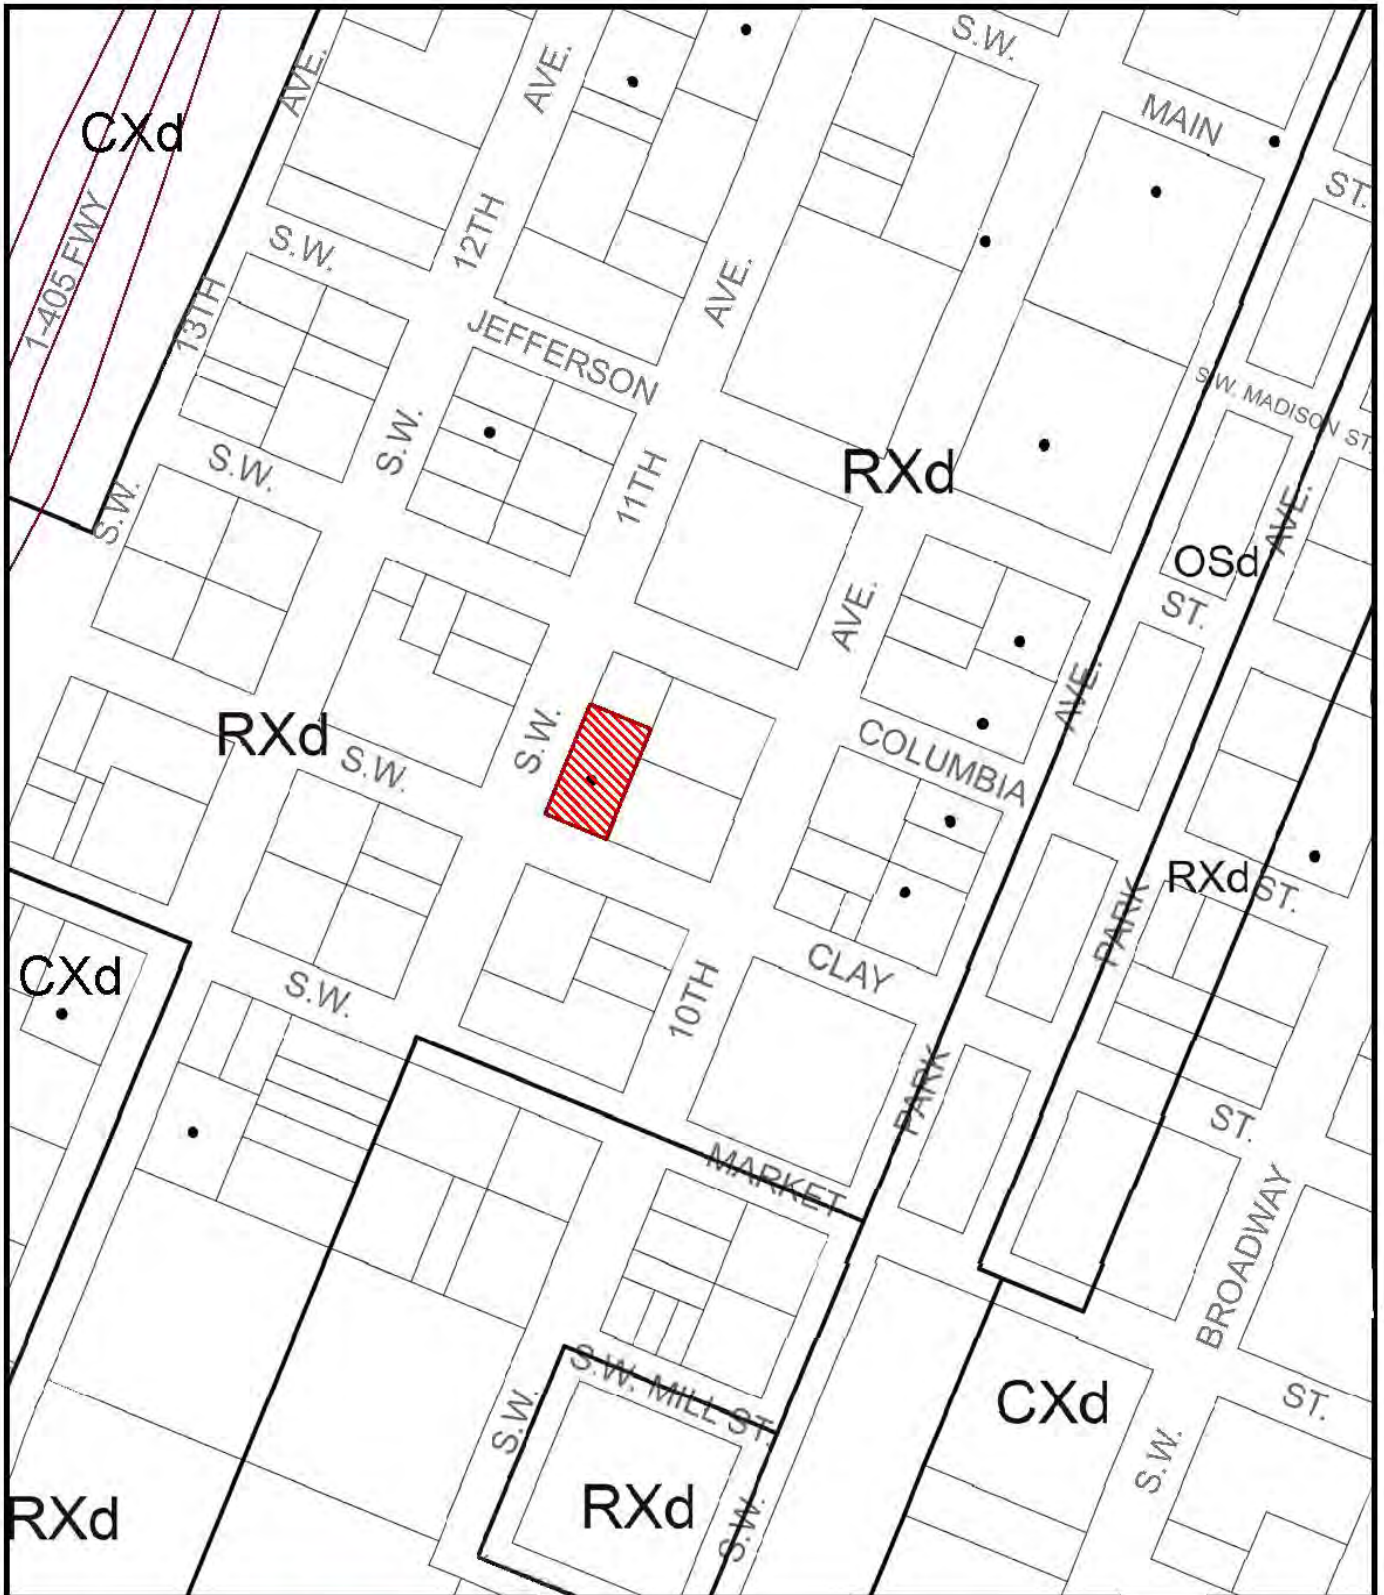 S.W.
AVE.
AVE.
MAIN
CXd
ST.
12TH
S.W.
1-405 FWY
AVE.
13TH
JEFFERSON
S.W. MADISON ST.
S.W.
S.W.
RXd
11TH
S.W.
AVE.
OSd
ST.
AVE.
AVE.
RXd
S.W.
COLUMBIA
S.W.
RXd
ST.
PARK
CXd
CLAY
S.W.
10TH
PARK
ST.
MARKET
BROADWAY
S.W. MILL ST.
CXd
ST.
S.W.
S.W.
RXd
RXd
S.W.